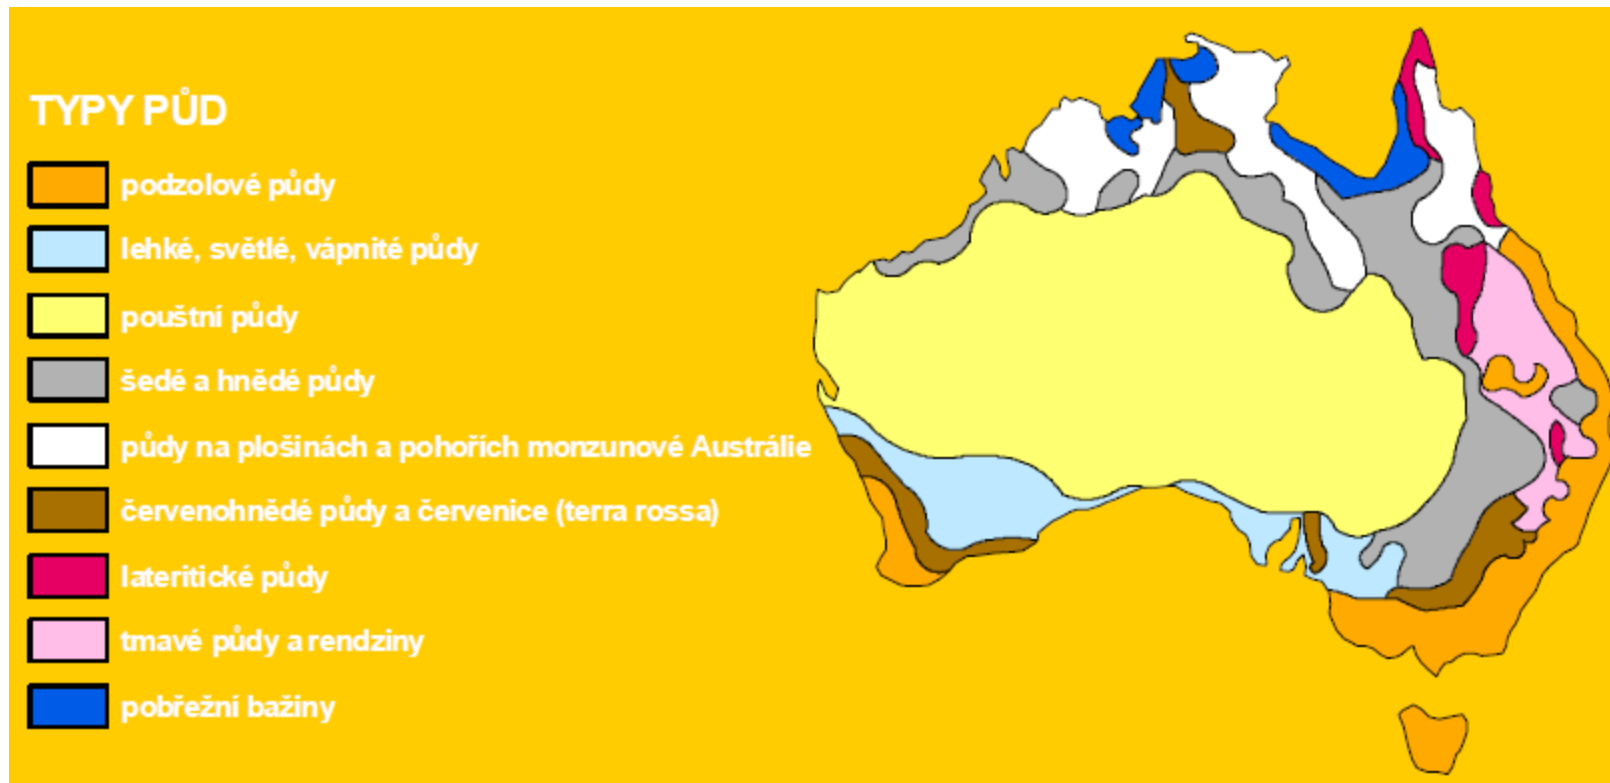 TYPY PŮD
podzolové půdy
lehké, světlé, vápnité půdy
pouštní půdy
šedé a hnědé půdy
půdy na plošinách a pohořích monzunové Austrálie
červenohnědé půdy a červenice (terra rossa)
lateritické půdy
tmavé půdy a rendziny
pobřežní bažiny